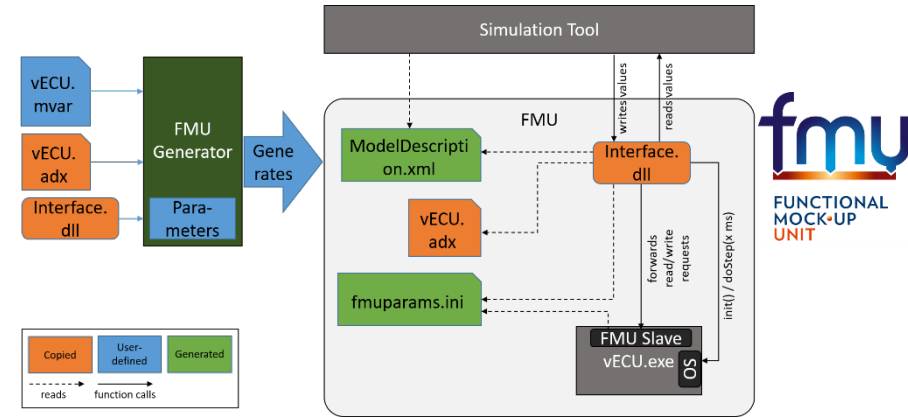 Simulation Tool
vECU.
mvar
vECU.
adx
Interface.
dll
FMU
Generator
Para-
meters
Gene
rates
FMU
writes values
reads values
ModelDescripti
on.xml
Interface.
dll
vECU.
adx
fmuparams.ini
forwards
read/write
requests
init() / doStep(x ms)
FMU Slave
vECU.exe
OS
fmu
FUNCTIONAL
MOCK-UP
UNIT
Copied
User-
defined
Generated
reads
function calls